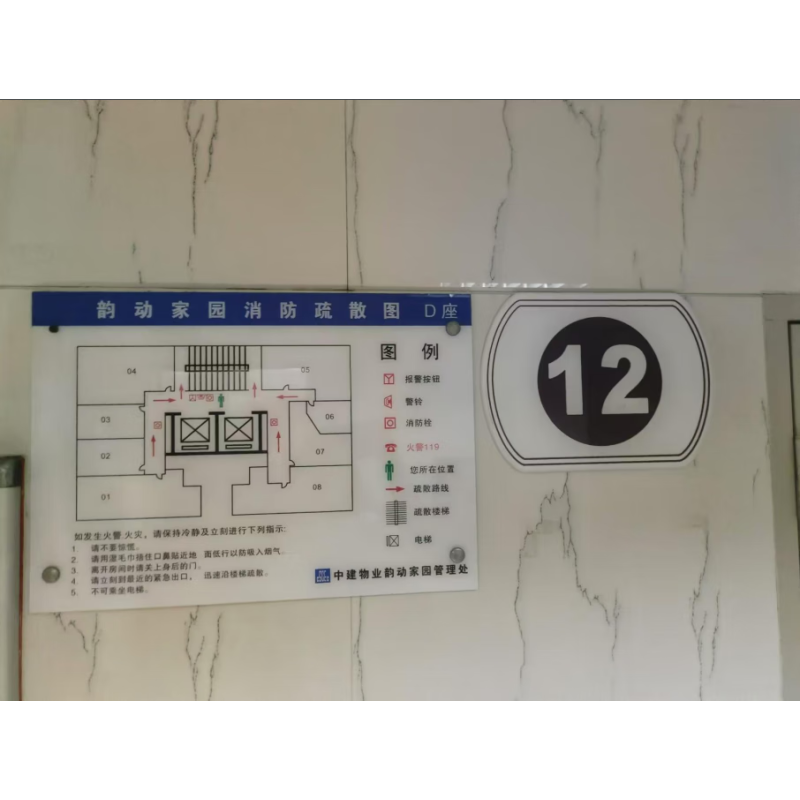 韵动家园消防疏散图 D座
12
04
05
03
06
02
07
01
08
图例
报警按钮
警铃
消防栓
火警119
您所在位置
疏散路线
疏散楼梯
电梯
如发生火警.火灾，请保持冷静及立刻进行下列指示:
1. 请不要惊慌。
2. 请用湿毛巾捂住口鼻贴近地 面低行以防吸入烟气.
3. 离开房间时请关上身后的门。
4. 请立刻到最近的紧急出口， 迅速沿楼梯疏散。
5. 不可乘坐电梯。
中建物业韵动家园管理处